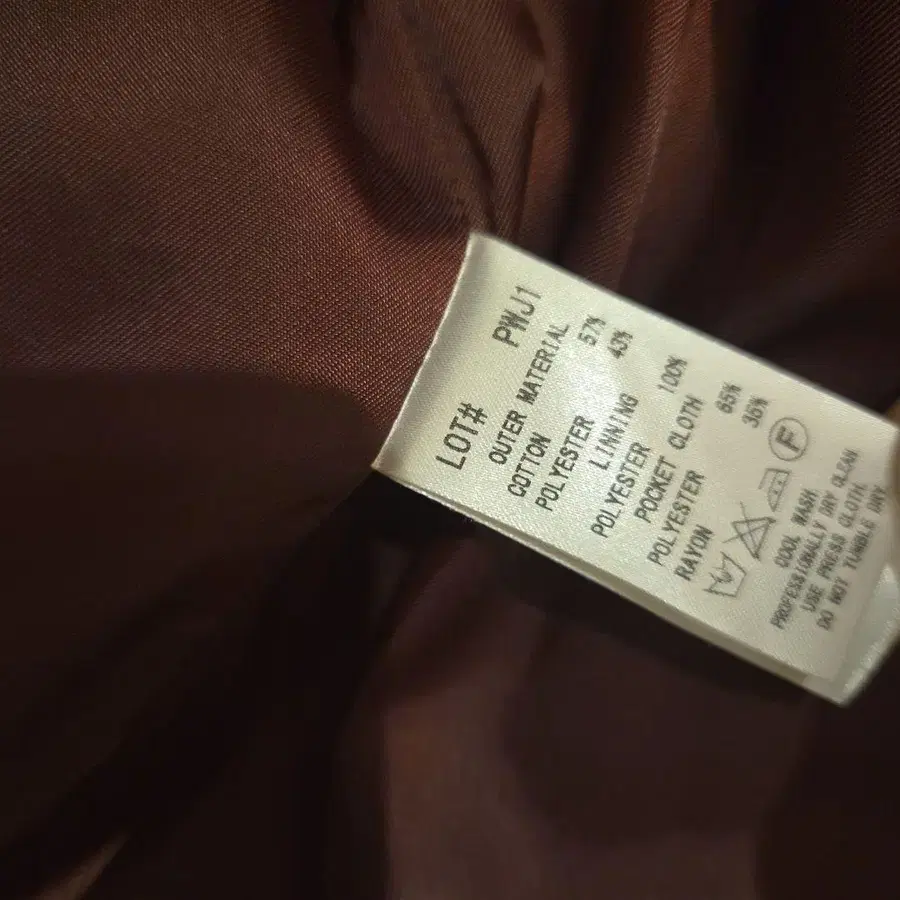 LOT# PWJ1
OUTER MATERIAL
COTTON 57%
POLYESTER 43%
LINNING
POLYESTER 100%
POCKET CLOTH
POLYESTER 65%
RAYON 35%
F
COOL WASH
PROFESSIONALLY DRY CLEAN
USE PRESS CLOTH.
DO NOT TUMBLE DRY